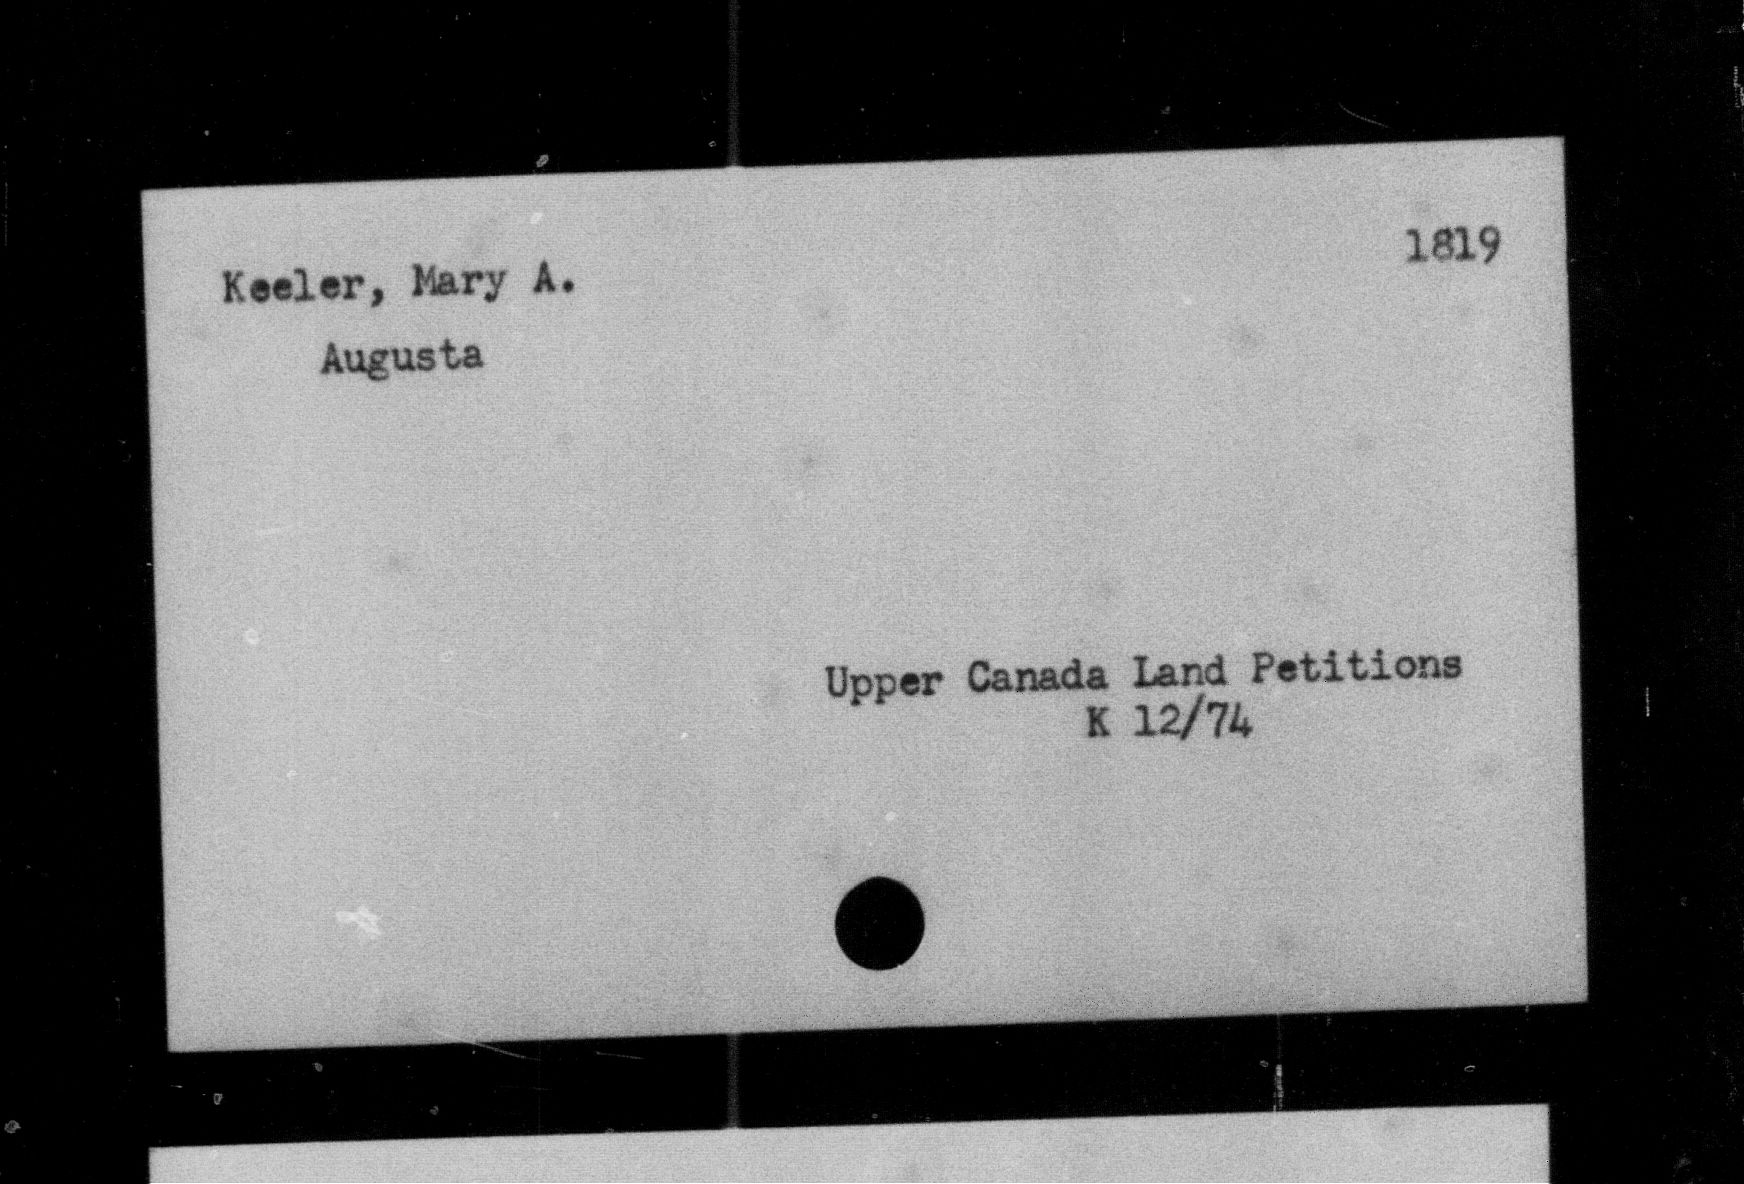 1819
Keeler, Mary A.
Augusta
Upper Canada Land Petitions
K 12/74